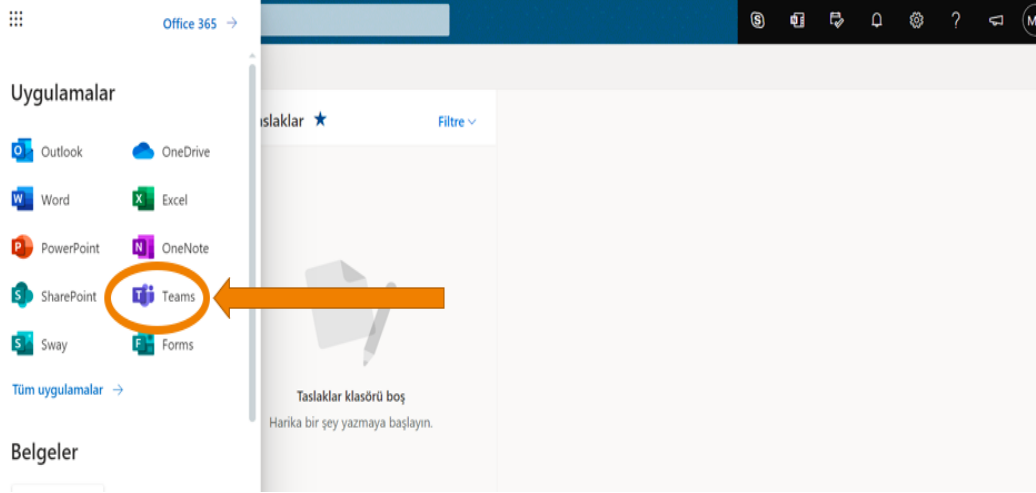 Office 365 →
Uygulamalar
Outlook
OneDrive
Word
Excel
PowerPoint
OneNote
SharePoint
Teams
Sway
Forms
Tüm uygulamalar →
Belgeler
aslaklar ★
Filtre
Taslaklar klasörü boş
Harika bir şey yazmaya başlayın.